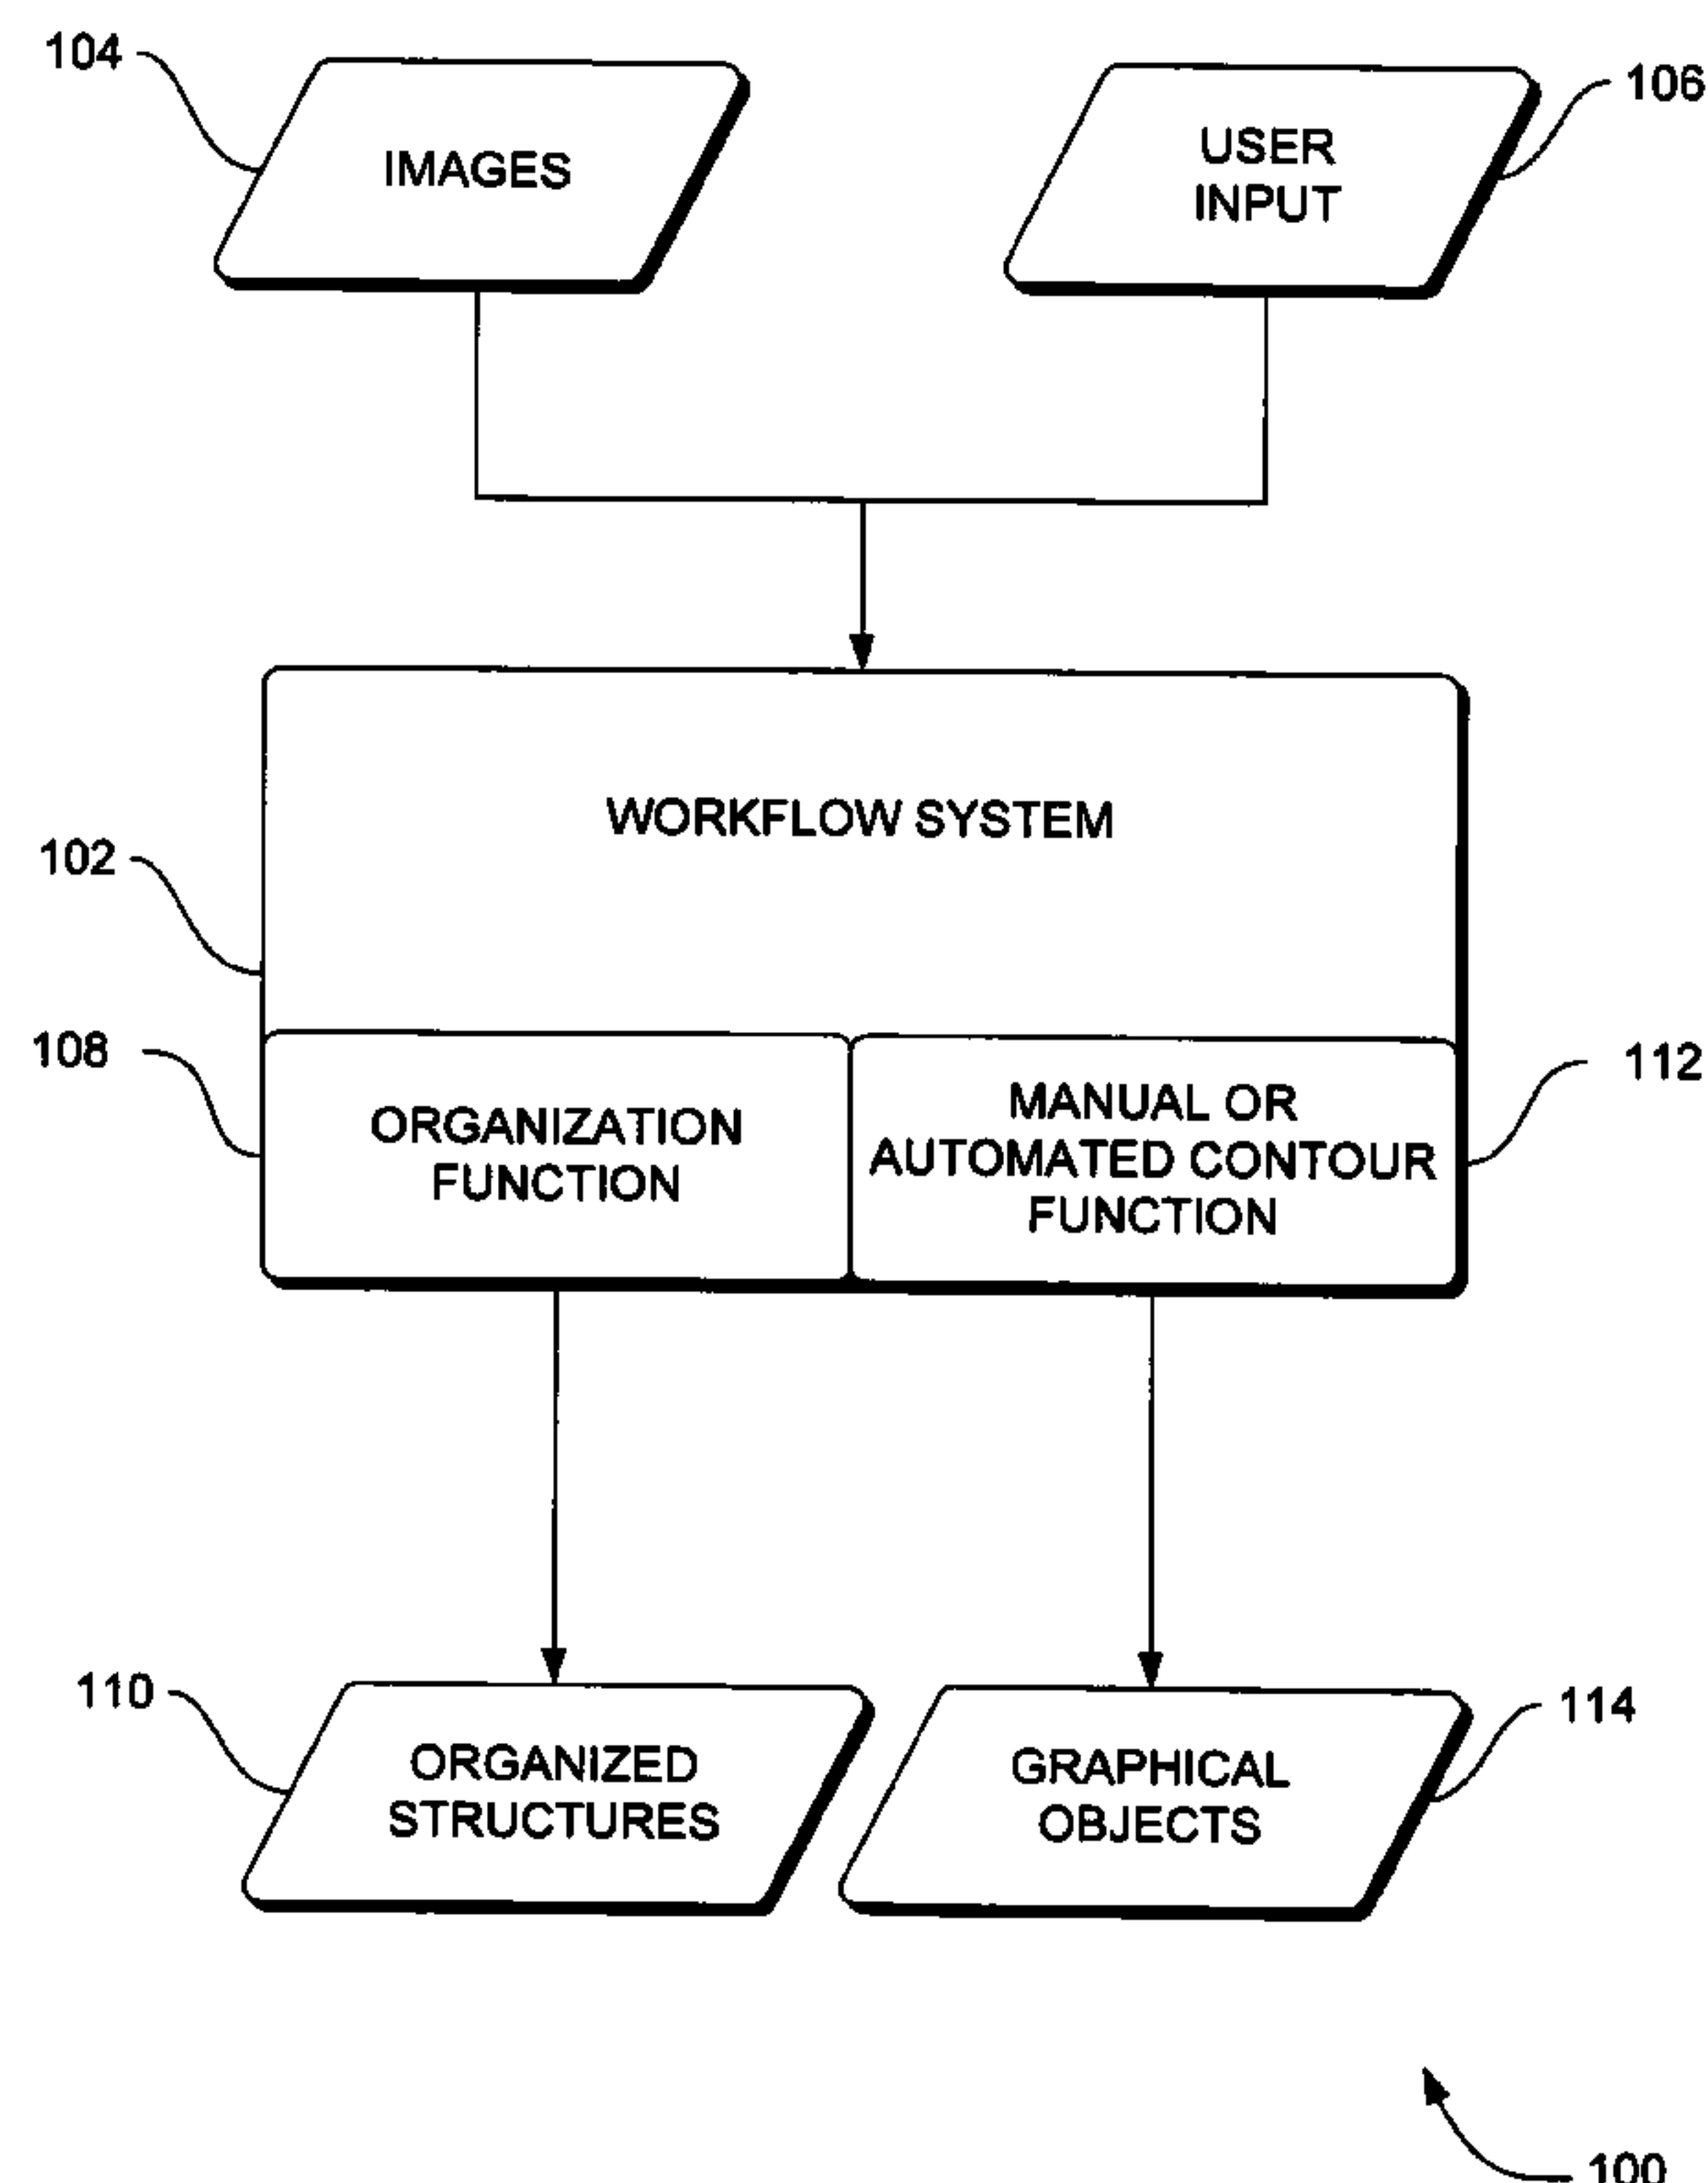 104
IMAGES
USER
INPUT
106
WORKFLOW SYSTEM
102
108
ORGANIZATION
FUNCTION
MANUAL OR
AUTOMATED CONTOUR
FUNCTION
112
110
ORGANIZED
STRUCTURES
GRAPHICAL
OBJECTS
114
100